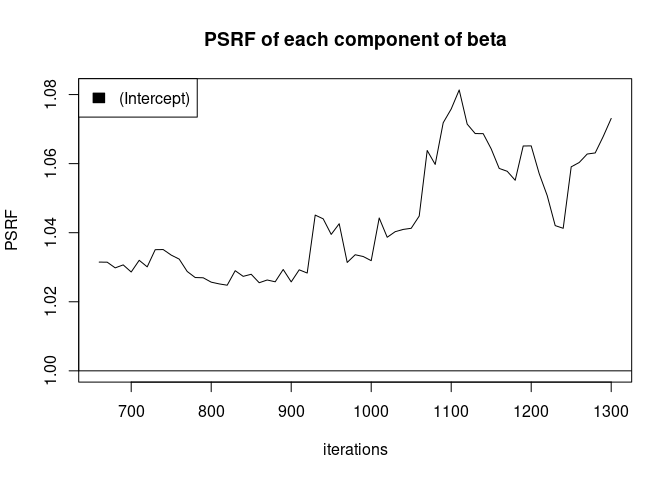 PSRF of each component of beta
(Intercept)
PSRF
1.08
1.06
1.04
1.02
1.00
700 800 900 1000 1100 1200 1300
iterations